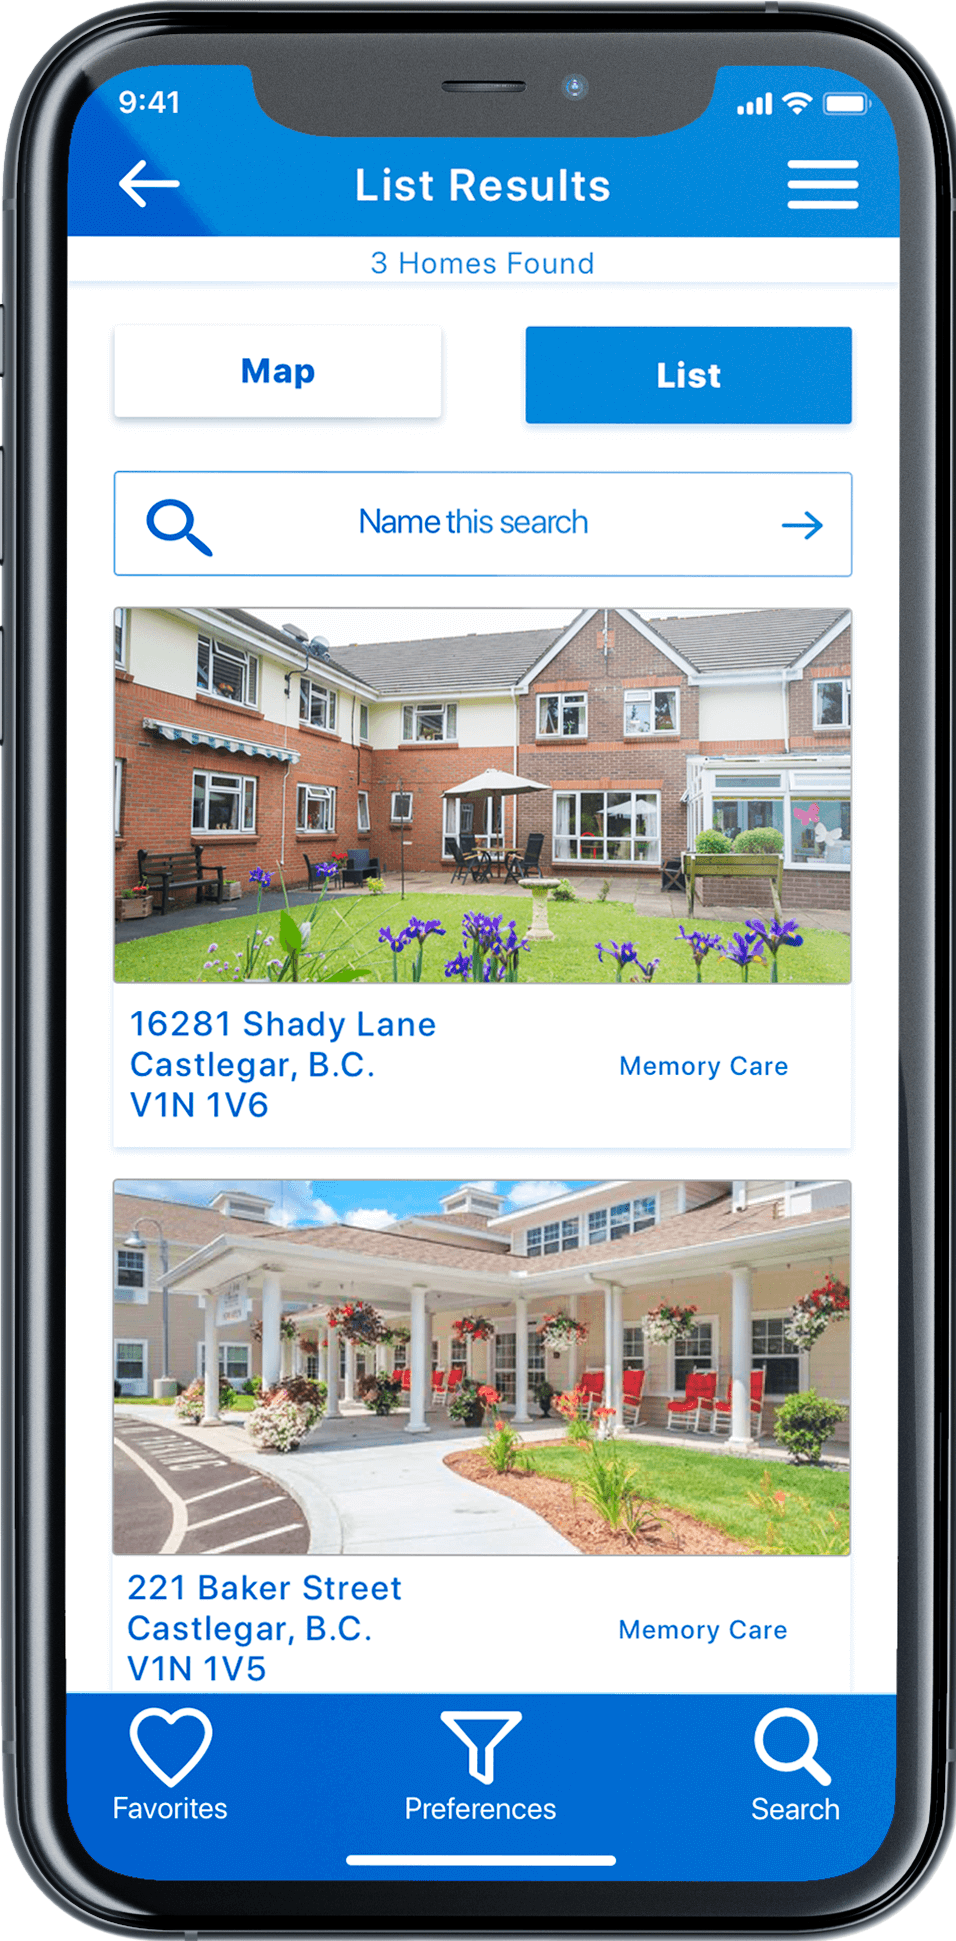 9:41
List Results
3 Homes Found
Map
List
Name this search
16281 Shady Lane
Castlegar, B.C.
V1N 1V6
Memory Care
221 Baker Street
Castlegar, B.C.
V1N 1V5
Memory Care
Favorites
Preferences
Search